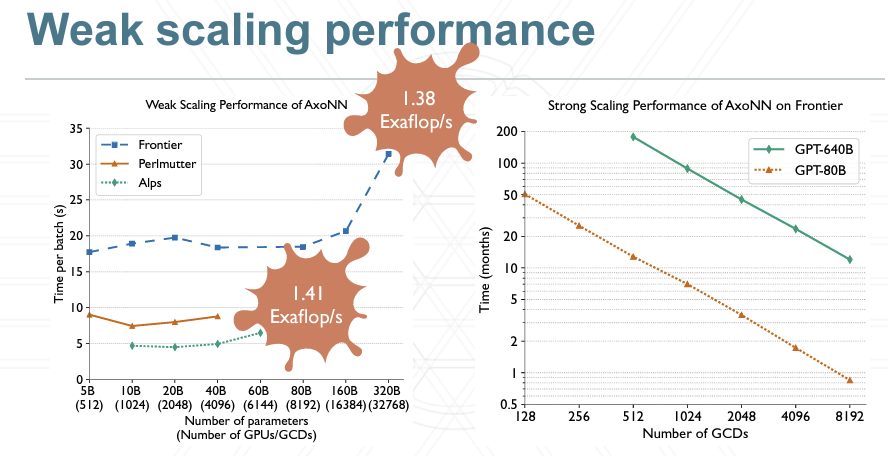 Weak scaling performance
Weak Scaling Performance of AxoNN
1.38
Exaflop/s
35
30
25
20
15
10
5
0
Time per batch (s)
Frontier
Perlmutter
Alps
1.41
Exaflop/s
5B 10B 20B 40B 60B 80B 160B 320B
(512) (1024) (2048) (4096) (6144) (8192) (16384) (32768)
Number of parameters
(Number of GPUs/GCDs)
Strong Scaling Performance of AxoNN on Frontier
200
100
50
20
10
5
2
1
0.5
Time (months)
GPT-640B
GPT-80B
128 256 512 1024 2048 4096 8192
Number of GCDs